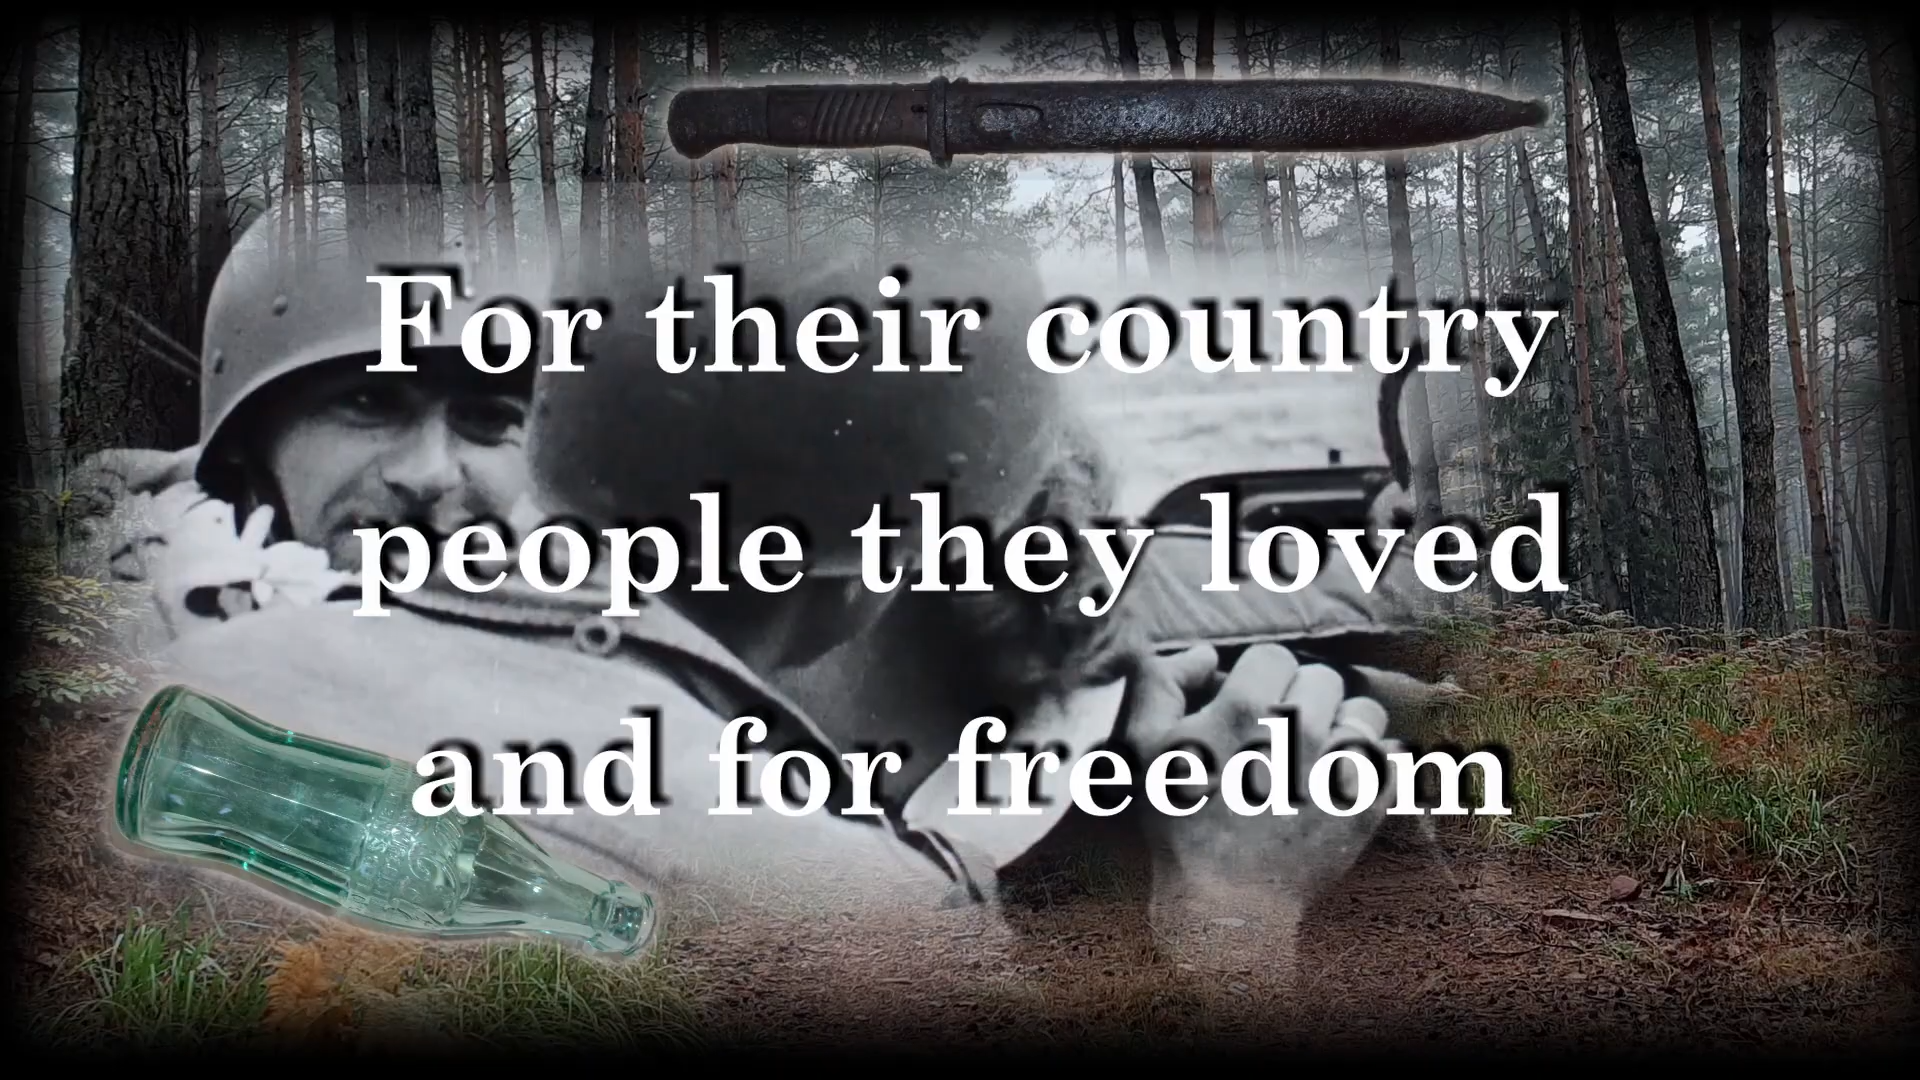 For their country
people they loved
and for freedom